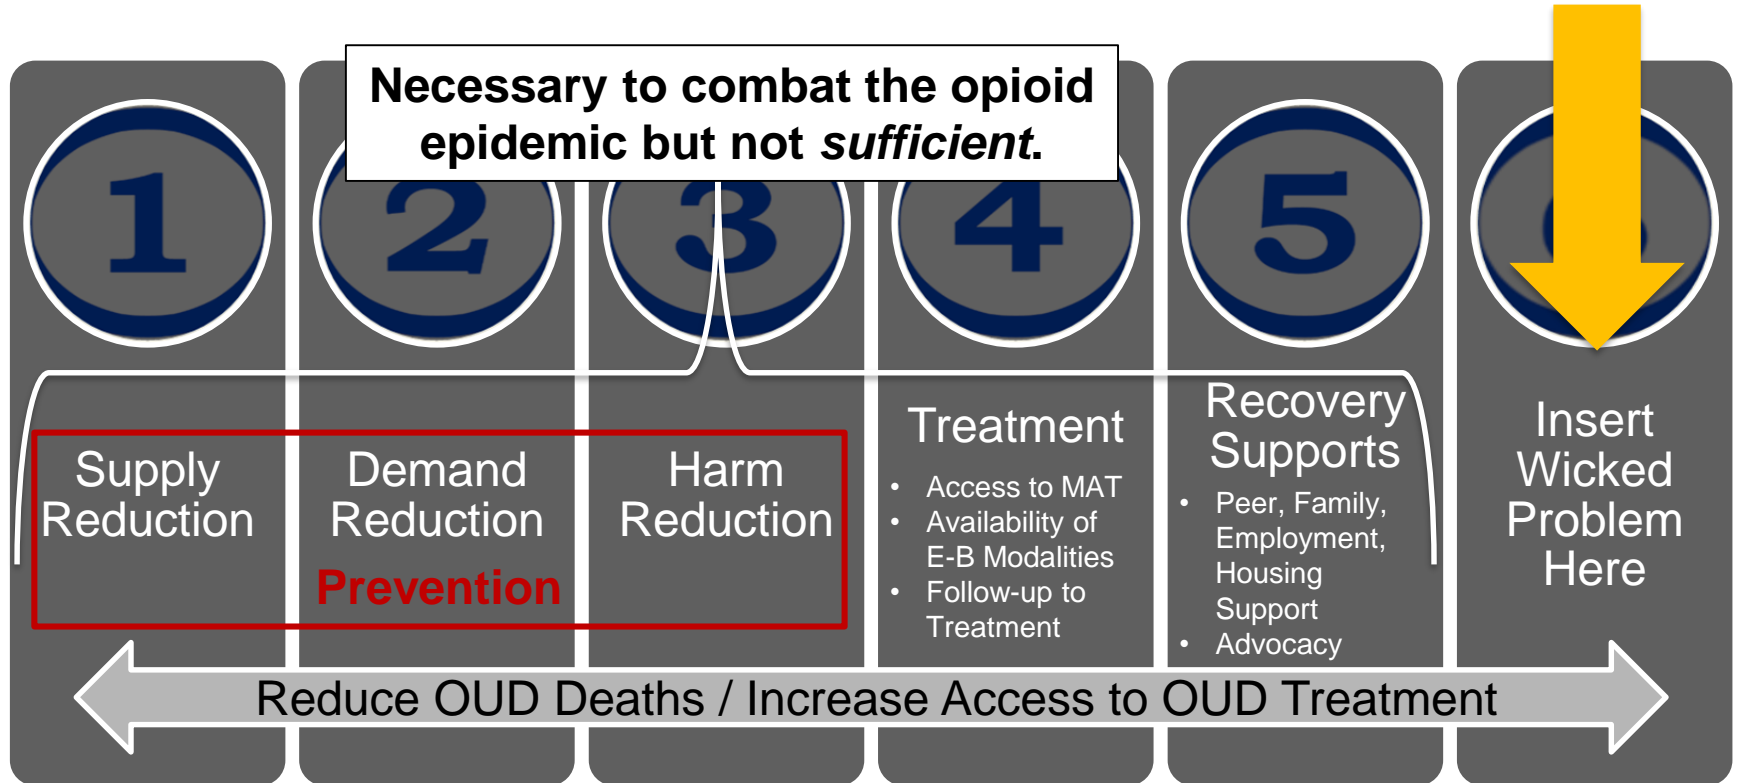 Necessary to combat the opioid
epidemic but not sufficient.
1
2
3
4
5
Supply
Reduction
Demand
Reduction
Prevention
Harm
Reduction
Treatment
• Access to MAT
• Availability of
E-B Modalities
• Follow-up to
Treatment
Recovery
Supports
• Peer, Family,
Employment,
Housing
Support
• Advocacy
Insert
Wicked
Problem
Here
Reduce OUD Deaths / Increase Access to OUD Treatment